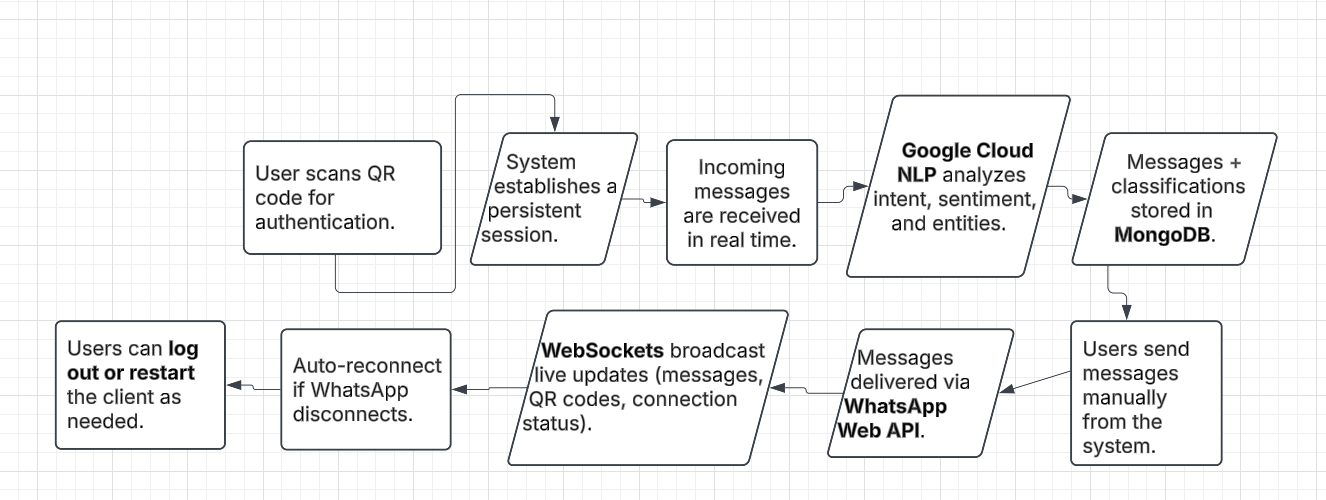 User scans QR
code for
authentication.
System
establishes a
persistent
session.
Incoming
messages
are received
in real time.
Google Cloud
NLP analyzes
intent, sentiment,
and entities.
Messages +
classifications
stored in
MongoDB.
Users send
messages
manually
from the
system.
Messages
delivered via
WhatsApp
Web API.
WebSockets broadcast
live updates (messages,
QR codes, connection
status).
Auto-reconnect
if WhatsApp
disconnects.
Users can log
out or restart
the client as
needed.